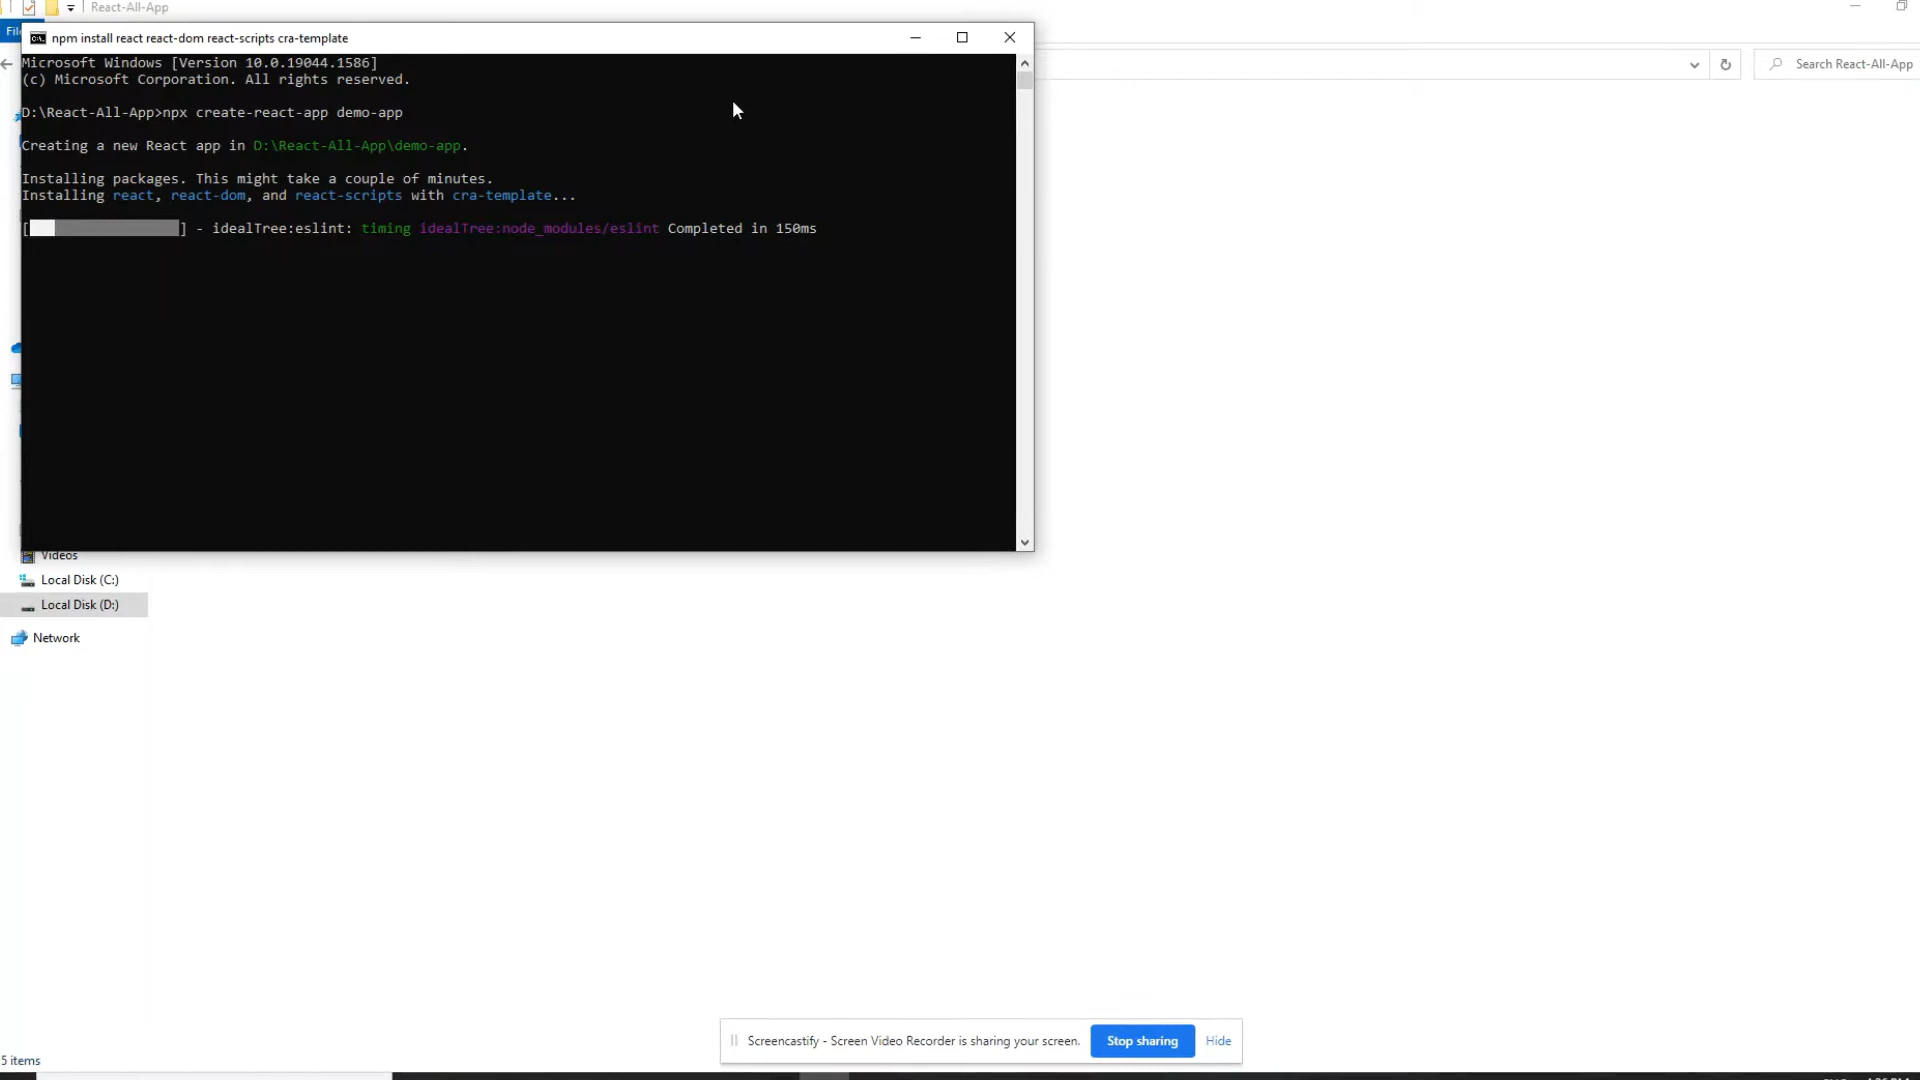 React-All-App
npm install react react-dom react-scripts cra-template
Microsoft Windows [Version 10.0.19044.1586]
(c) Microsoft Corporation. All rights reserved.
Search React-All-App
D:\React-All-App>npx create-react-app demo-app
Creating a new React app in D:\React-All-App\demo-app.
Installing packages. This might take a couple of minutes.
Installing react, react-dom, and react-scripts with cra-template...
[ ] - idealTree:eslint: timing idealTree:node_modules/eslint Completed in 150ms
Videos
Local Disk (C:)
Local Disk (D:)
Network
Screencastify - Screen Video Recorder is sharing your screen.
Stop sharing
Hide
5 items